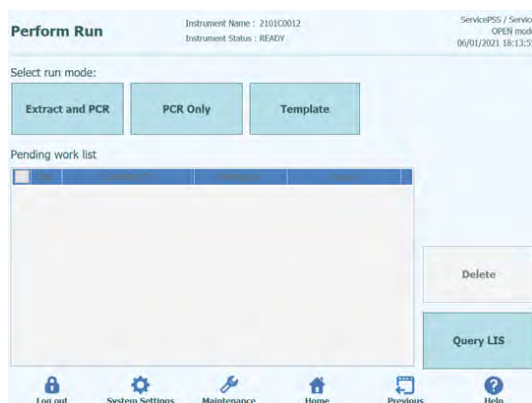 Perform Run
Instrument Name : 2101C0012
Instrument Status : READY
ServicePSS / Service
OPEN mode
06/01/2021 18:13:5
Select run mode:
Extract and PCR
PCR Only
Template
Pending work list
Delete
Query LIS
Log out
System Settings
Maintenance
Home
Previous
Help